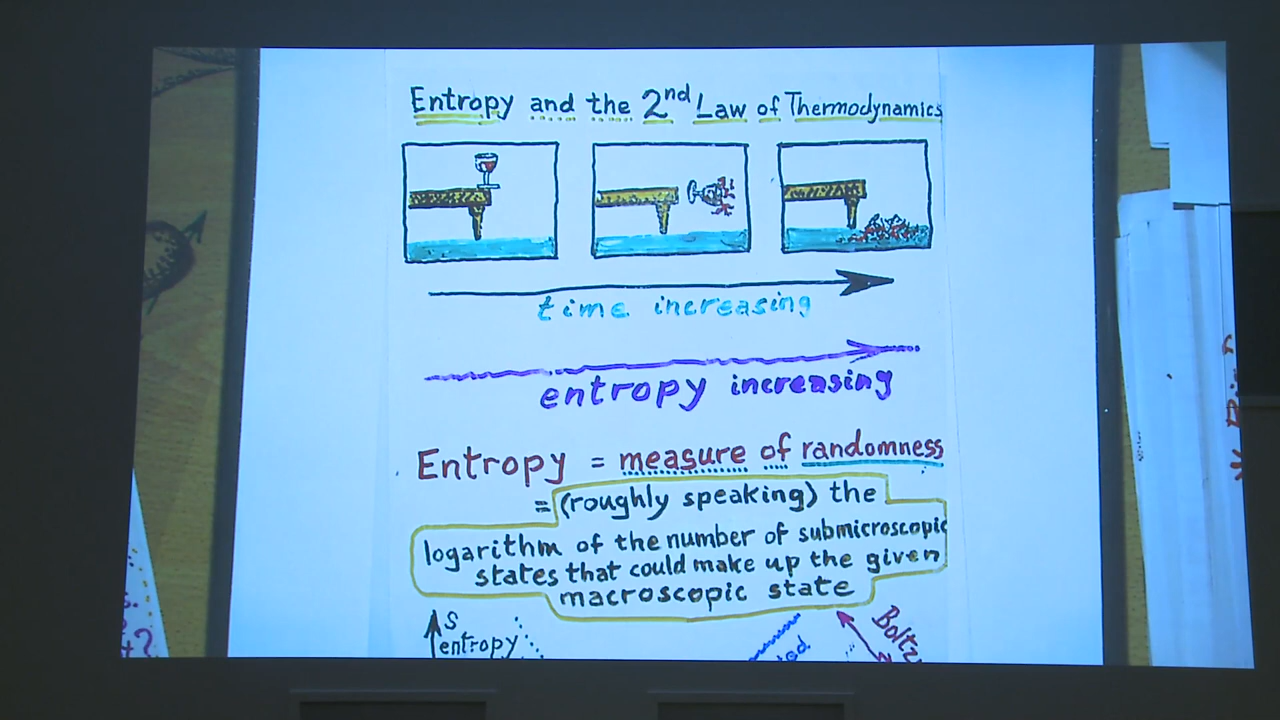 Entropy and the 2nd Law of Thermodynamics
time increasing
entropy increasing
Entropy = measure of randomness
= (roughly speaking) the
logarithm of the number of submicroscopic
states that could make up the given
macroscopic state
S
entropy